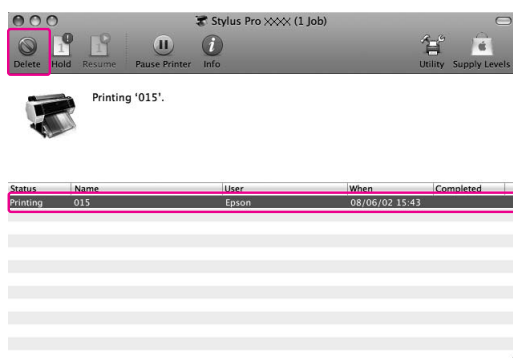 Stylus Pro XXXX (1 Job)
Delete Hold Resume Pause Printer Info Utility Supply Levels
Printing '015'.
Status Name User When Completed
Printing 015 Epson 08/06/02 15:43